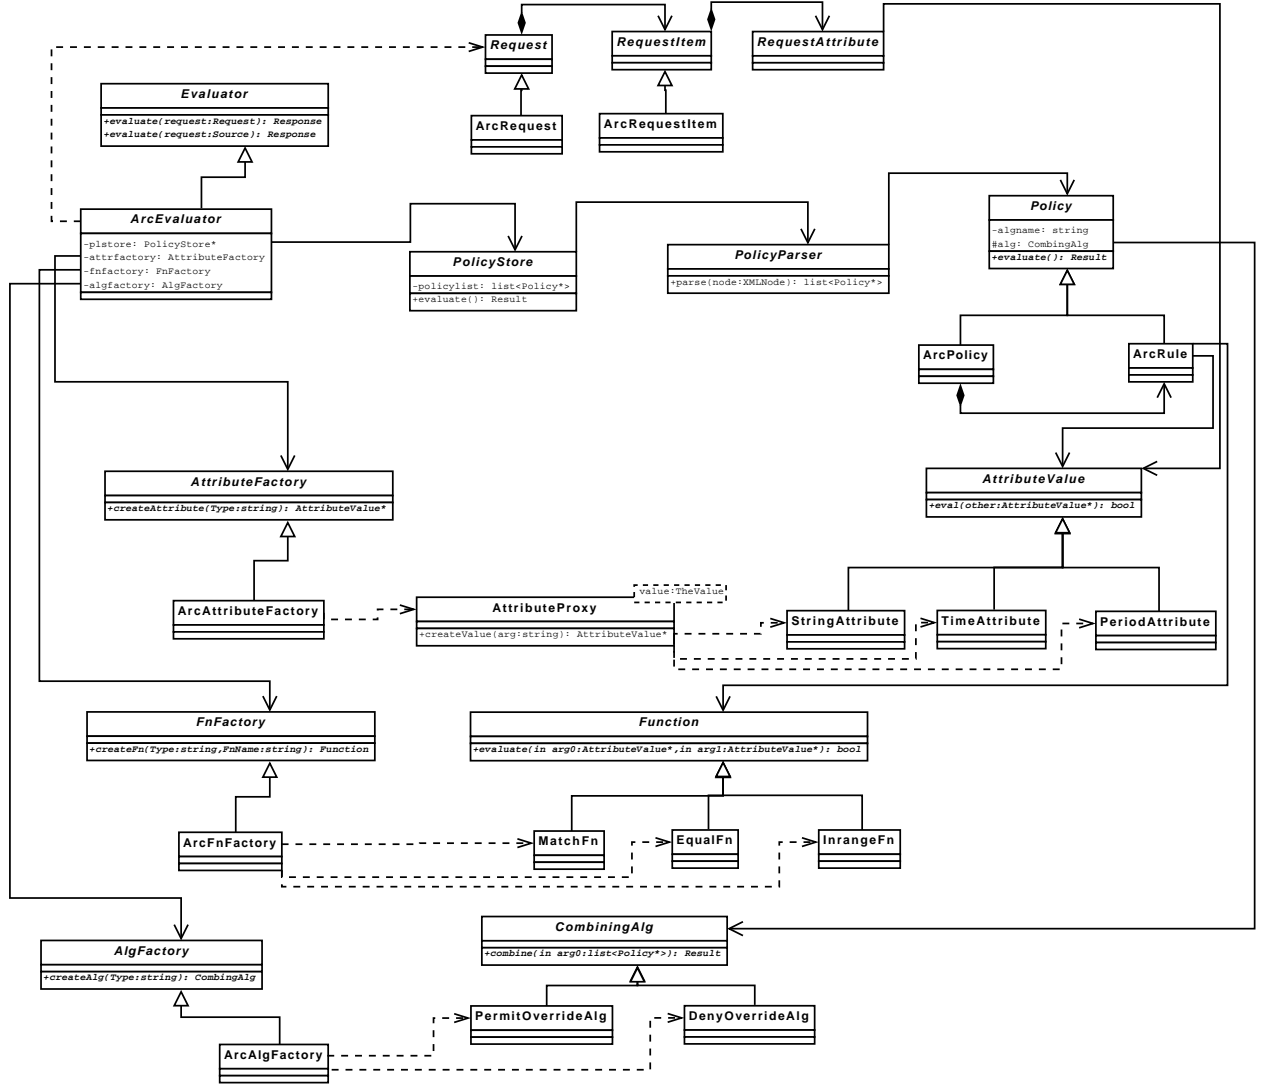 Request
RequestItem
RequestAttribute
Evaluator
+evaluate(request:Request): Response
+evaluate(request:Source): Response
ArcRequest
ArcRequestItem
ArcEvaluator
-plstore: PolicyStore*
-attrfactory: AttributeFactory
-fnfactory: FnFactory
-algfactory: AlgFactory
PolicyStore
-policylist: list<Policy*>
+evaluate(): Result
PolicyParser
+parse(node:XMLNode): list<Policy*>
Policy
-algname: string
#alg: CombingAlg
+evaluate(): Result
ArcPolicy
ArcRule
AttributeFactory
+createAttribute(Type:string): AttributeValue*
AttributeValue
+eval(other:AttributeValue*): bool
ArcAttributeFactory
value:TheValue
AttributeProxy
+createValue(arg:string): AttributeValue*
StringAttribute
TimeAttribute
PeriodAttribute
FnFactory
+createFn(Type:string,FnName:string): Function
Function
+evaluate(in arg0:AttributeValue*,in arg1:AttributeValue*): bool
ArcFnFactory
MatchFn
EqualFn
InrangeFn
AlgFactory
+createAlg(Type:string): CombingAlg
CombiningAlg
+combine(in arg0:list<Policy*>): Result
PermitOverrideAlg
DenyOverrideAlg
ArcAlgFactory